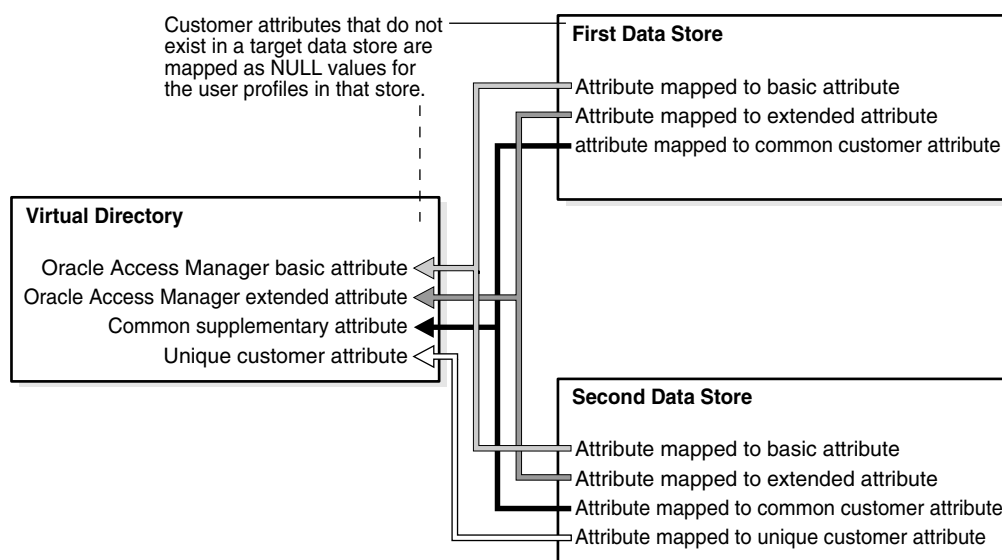 Customer attributes that do not
exist in a target data store are
mapped as NULL values for
the user profiles in that store.
First Data Store
Attribute mapped to basic attribute
Attribute mapped to extended attribute
attribute mapped to common customer attribute
Virtual Directory
Oracle Access Manager basic attribute
Oracle Access Manager extended attribute
Common supplementary attribute
Unique customer attribute
Second Data Store
Attribute mapped to basic attribute
Attribute mapped to extended attribute
Attribute mapped to common customer attribute
Attribute mapped to unique customer attribute